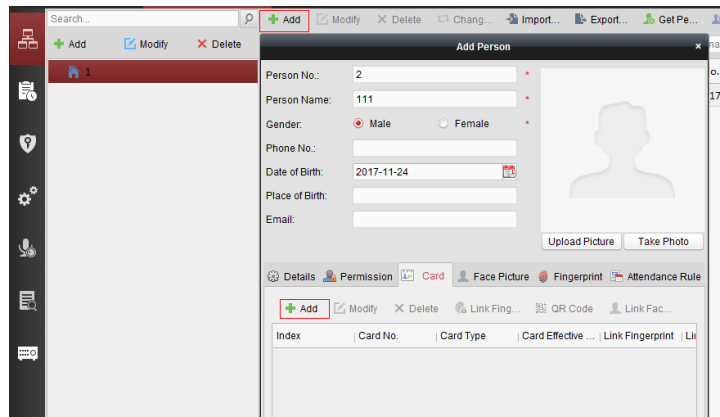 Search...
Add Modify Delete Chang... Import... Export... Get Pe...
Add Modify Delete
Add Person
1
Person No.: 2 *
Person Name: 111 *
Gender: Male Female *
Phone No.:
Date of Birth: 2017-11-24
Place of Birth:
Email:
Upload Picture Take Photo
Details Permission Card Face Picture Fingerprint Attendance Rule
Add Modify Delete Link Fing... QR Code Link Fac...
Index Card No. Card Type Card Effective ... Link Fingerprint